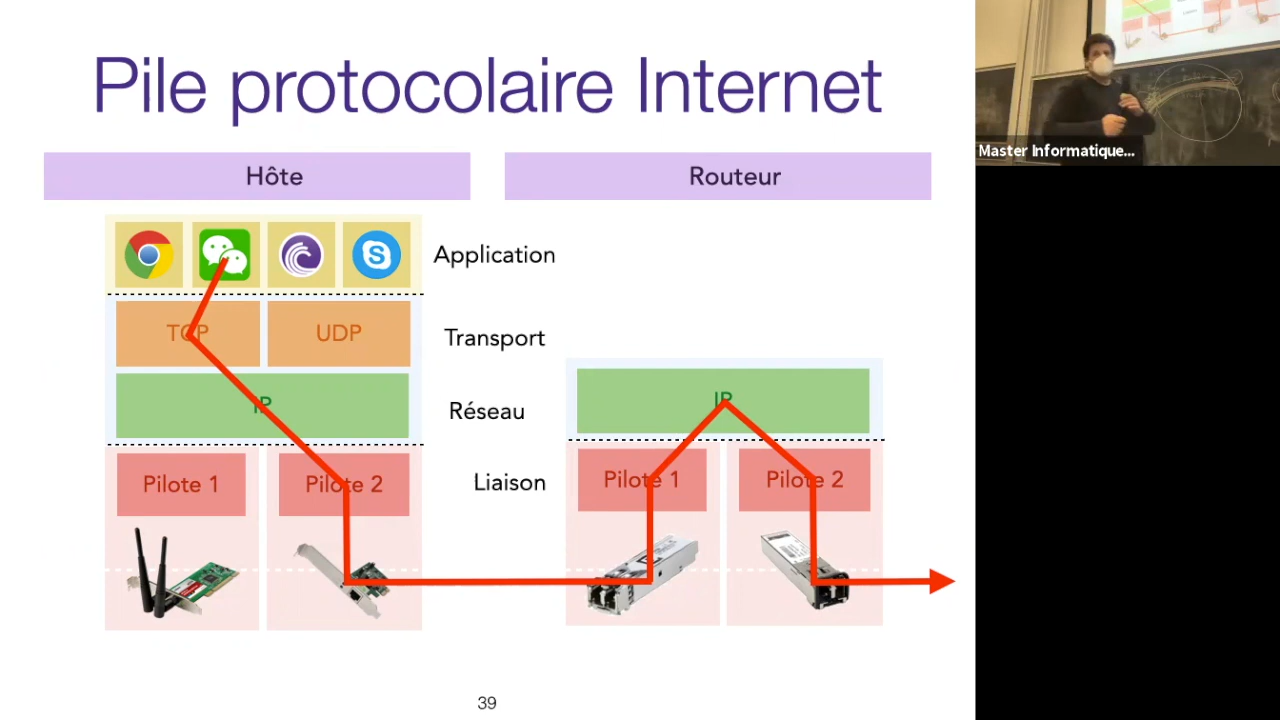 Pile protocolaire Internet
Hôte
Routeur
Application
TCP
UDP
Transport
IP
Réseau
IP
Pilote 1
Pilote 2
Liaison
Pilote 1
Pilote 2
39
Master Informatique...